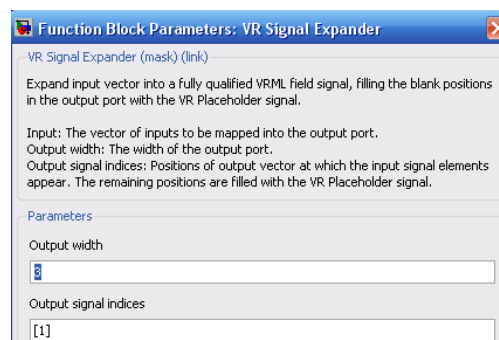 Function Block Parameters: VR Signal Expander
VR Signal Expander (mask) (link)
Expand input vector into a fully qualified VRML field signal, filling the blank positions
in the output port with the VR Placeholder signal.
Input: The vector of inputs to be mapped into the output port.
Output width: The width of the output port.
Output signal indices: Positions of output vector at which the input signal elements
appear. The remaining positions are filled with the VR Placeholder signal.
Parameters
Output width
3
Output signal indices
[1]